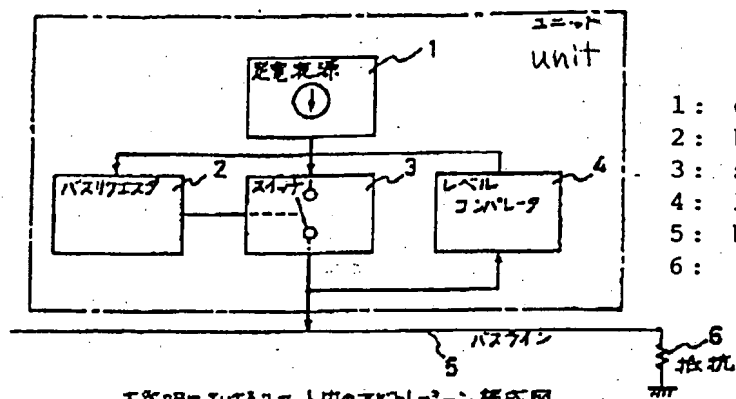 ユニット
unit
定電流源
1
1:
2
3
4
2:
バスリクエスタ
スイッチ
レベル
コンパレータ
3:
4:
5:
6:
バスライン
5
6
抵抗